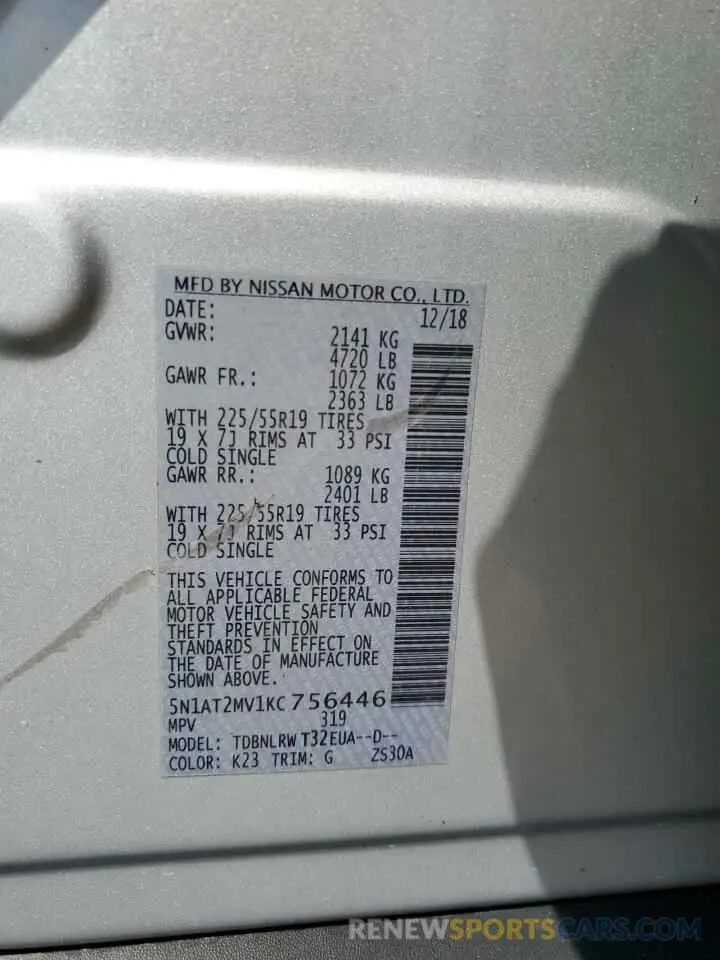 MFD BY NISSAN MOTOR CO., LTD.
DATE: 12/18
GVWR: 2141 KG
4720 LB
GAWR FR.: 1072 KG
2363 LB
WITH 225/55R19 TIRES
19 X 7J RIMS AT 33 PSI
COLD SINGLE
GAWR RR.: 1089 KG
2401 LB
WITH 225/55R19 TIRES
19 X 7J RIMS AT 33 PSI
COLD SINGLE
THIS VEHICLE CONFORMS TO
ALL APPLICABLE FEDERAL
MOTOR VEHICLE SAFETY AND
THEFT PREVENTION
STANDARDS IN EFFECT ON
THE DATE OF MANUFACTURE
SHOWN ABOVE.
5N1AT2MV1KC756446
MPV 319
MODEL: TDBNLRW T32EUA--D--
COLOR: K23 TRIM: G ZS30A
RENEWSPORTSCARS.COM